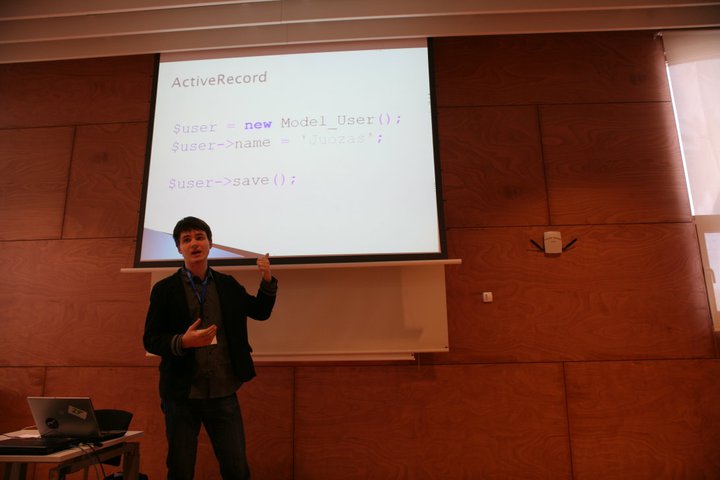 ActiveRecord
$user = new Model_User();
$user->name = 'Juozas';
$user->save();